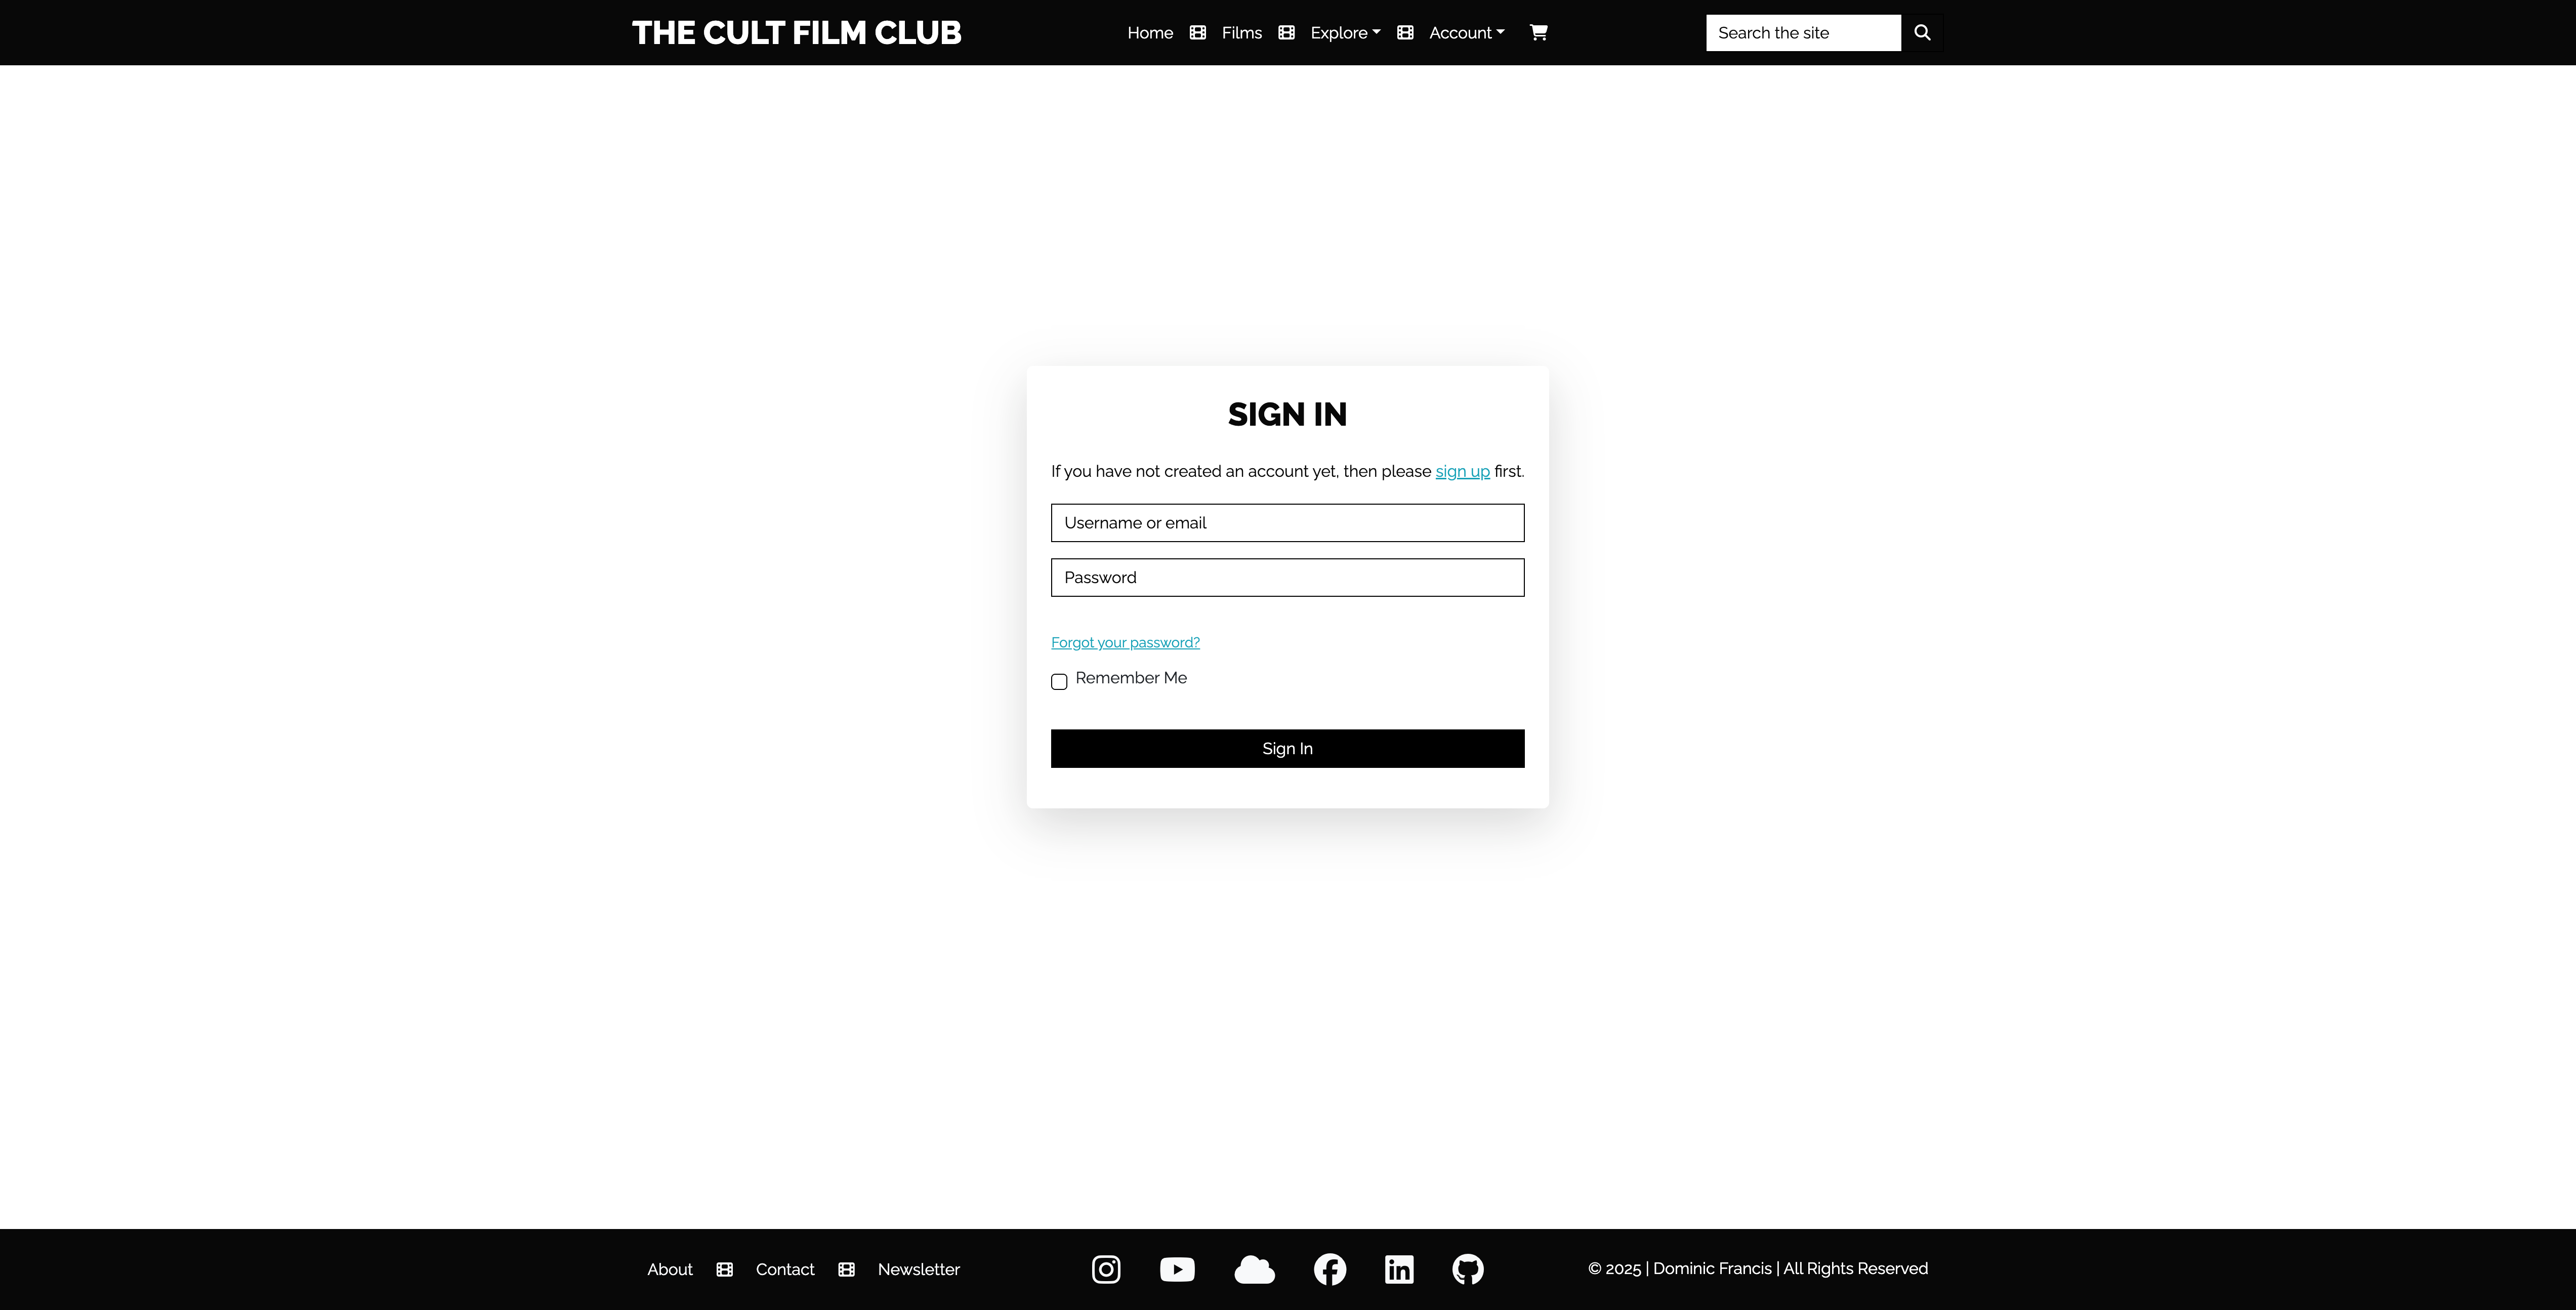 THE CULT FILM CLUB
Home Films Explore Account
Search the site
SIGN IN
If you have not created an account yet, then please sign up first.
Username or email
Password
Forgot your password?
Remember Me
Sign In
About Contact Newsletter
© 2025 | Dominic Francis | All Rights Reserved